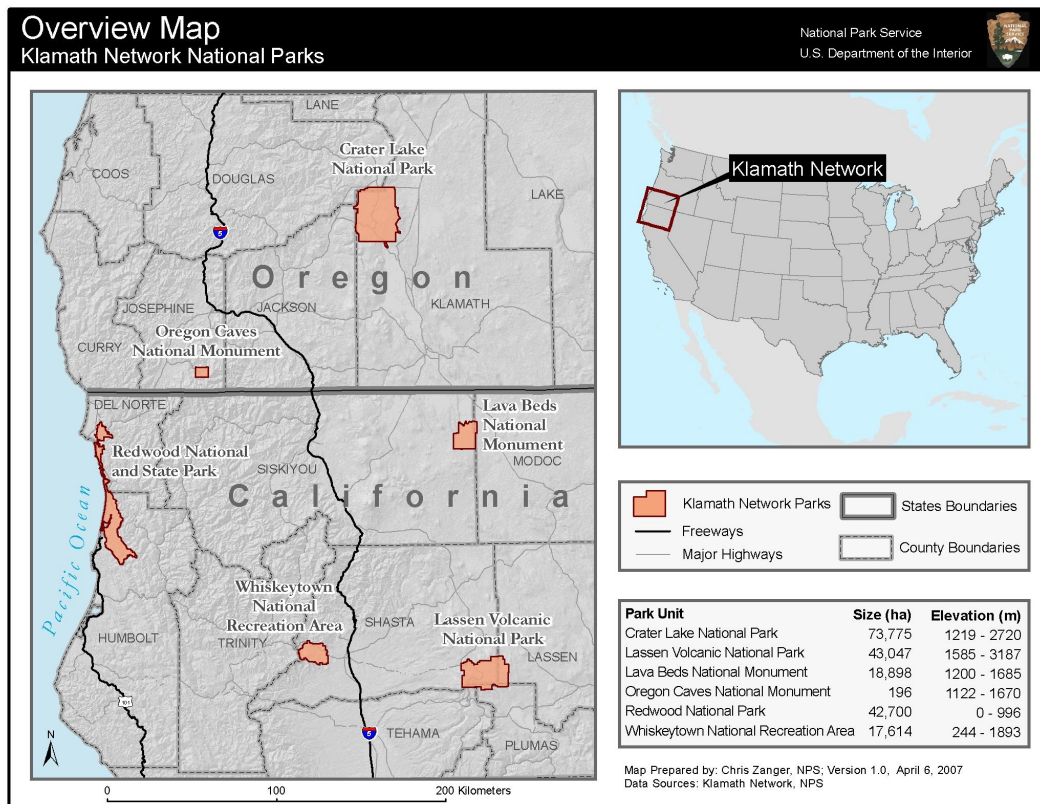 Overview Map
Klamath Network National Parks
National Park Service
U.S. Department of the Interior
NATIONAL
PARK
SERVICE
LANE
Crater Lake
National Park
COOS
DOUGLAS
LAKE
5
Oregon
JOSEPHINE
JACKSON
KLAMATH
Oregon Caves
National Monument
CURRY
DEL NORTE
Lava Beds
National
Monument
MODOC
Redwood National
and State Park
SISKIYOU
California
Pacific Ocean
Whiskeytown
National
Recreation Area
SHASTA
Lassen Volcanic
National Park
HUMBOLT
TRINITY
LASSEN
101
N
5
TEHAMA
PLUMAS
0 100 200 Kilometers
Klamath Network
Klamath Network Parks
States Boundaries
Freeways
Major Highways
County Boundaries
Park Unit Size (ha) Elevation (m)
Crater Lake National Park 73,775 1219 - 2720
Lassen Volcanic National Park 43,047 1585 - 3187
Lava Beds National Monument 18,898 1200 - 1685
Oregon Caves National Monument 196 1122 - 1670
Redwood National Park 42,700 0 - 996
Whiskeytown National Recreation Area 17,614 244 - 1893
Map Prepared by: Chris Zanger, NPS; Version 1.0, April 6, 2007
Data Sources: Klamath Network, NPS